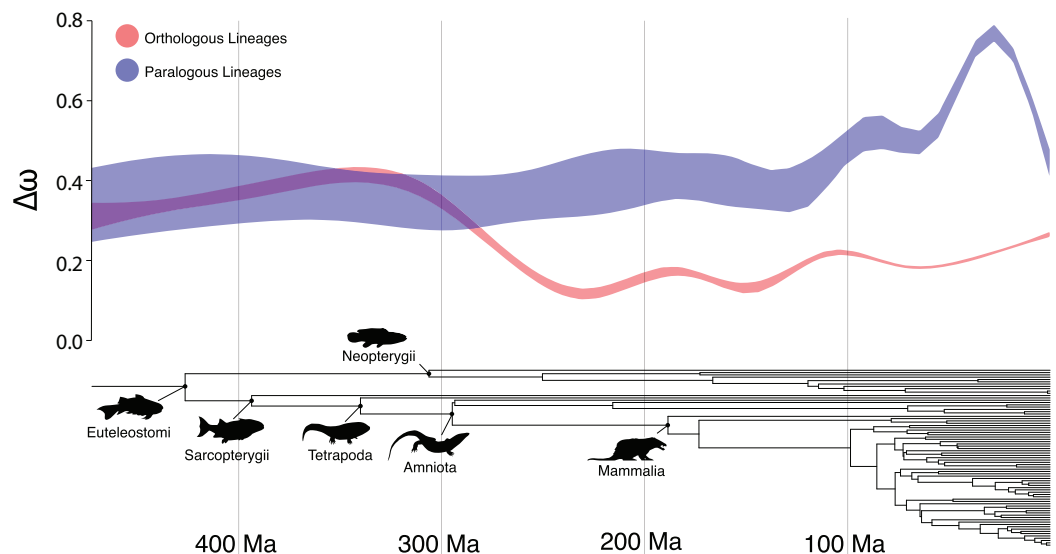 0.8
Orthologous Lineages
Paralogous Lineages
0.6
0.4
Δω
0.2
0.0
Neopterygii
Euteleostomi
Sarcopterygii
Tetrapoda
Amniota
Mammalia
400 Ma
300 Ma
200 Ma
100 Ma